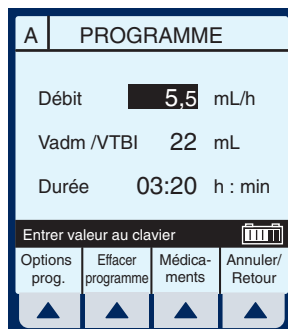 A PROGRAMME
Débit 5,5 mL/h
Vadm /VTBI 22 mL
Durée 03:20 h : min
Entrer valeur au clavier
Options prog. Effacer programme Médica-ments Annuler/Retour